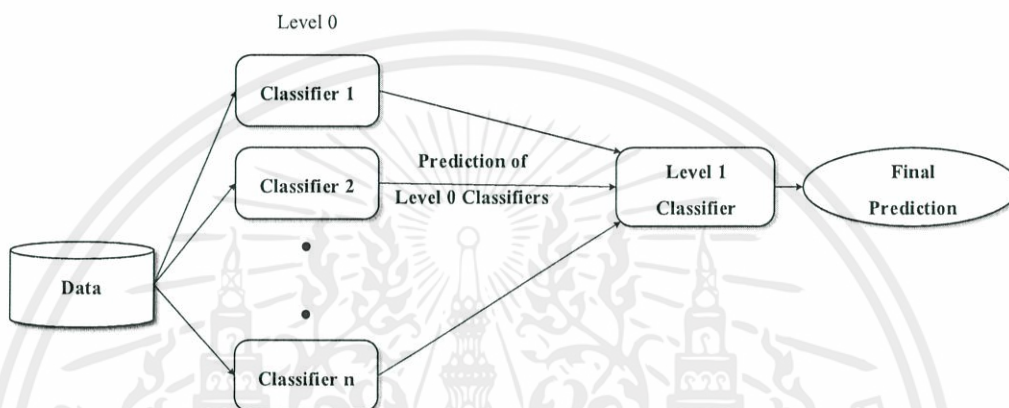 Level 0
Classifier 1
Classifier 2
Prediction of
Level 0 Classifiers
Level 1
Classifier
Final
Prediction
Data
Classifier n